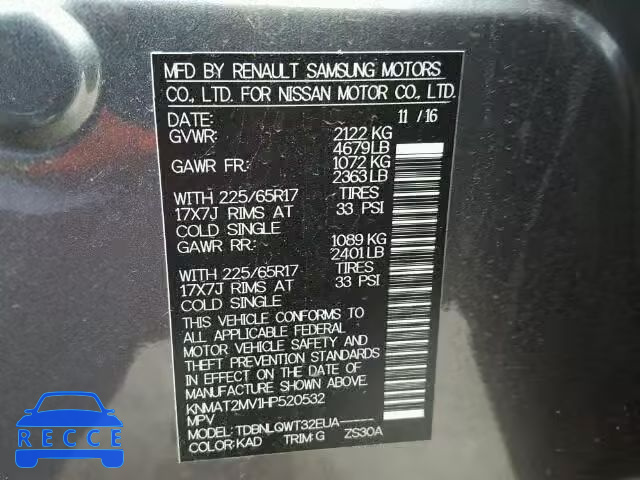 MFD BY RENAULT SAMSUNG MOTORS
CO., LTD. FOR NISSAN MOTOR CO., LTD.
DATE: 11 / 16
GVWR: 2122 KG
4679LB
GAWR FR: 1072 KG
2363LB
WITH 225/65R17 TIRES
17X7J RIMS AT 33 PSI
COLD SINGLE
GAWR RR: 1089 KG
2401LB
WITH 225/65R17 TIRES
17X7J RIMS AT 33 PSI
COLD SINGLE
THIS VEHICLE CONFORMS TO
ALL APPLICABLE FEDERAL
MOTOR VEHICLE SAFETY AND
THEFT PREVENTION STANDARDS
IN EFFECT ON THE DATE OF
MANUFACTURE SHOWN ABOVE.
KNMAT2MV1HP520532
MPV
MODEL: TDBNLQWT32EUA-----
COLOR: KAD TRIM: G ZS30A
RECCE